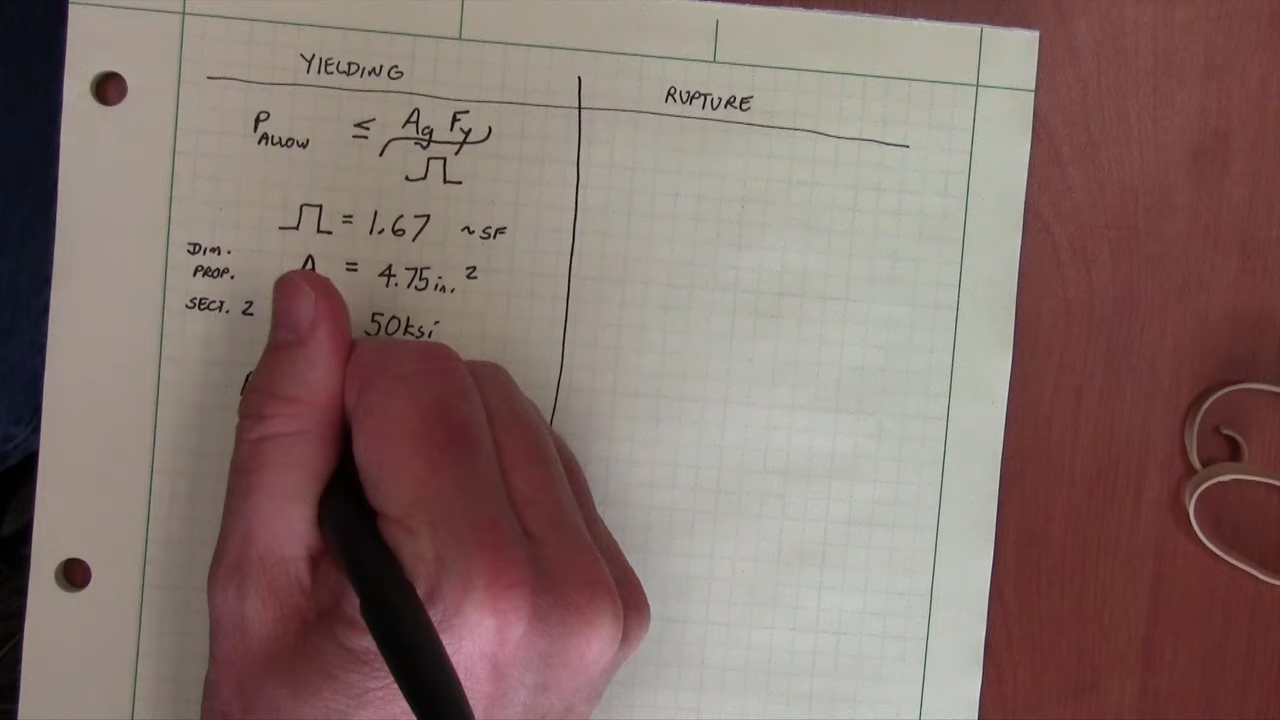 YIELDING
P ALLOW ≤ Ag Fy / Ω
Ω = 1.67 ~SF
DIM. PROP. SECT. 2
A = 4.75 in.²
50ksi
RUPTURE